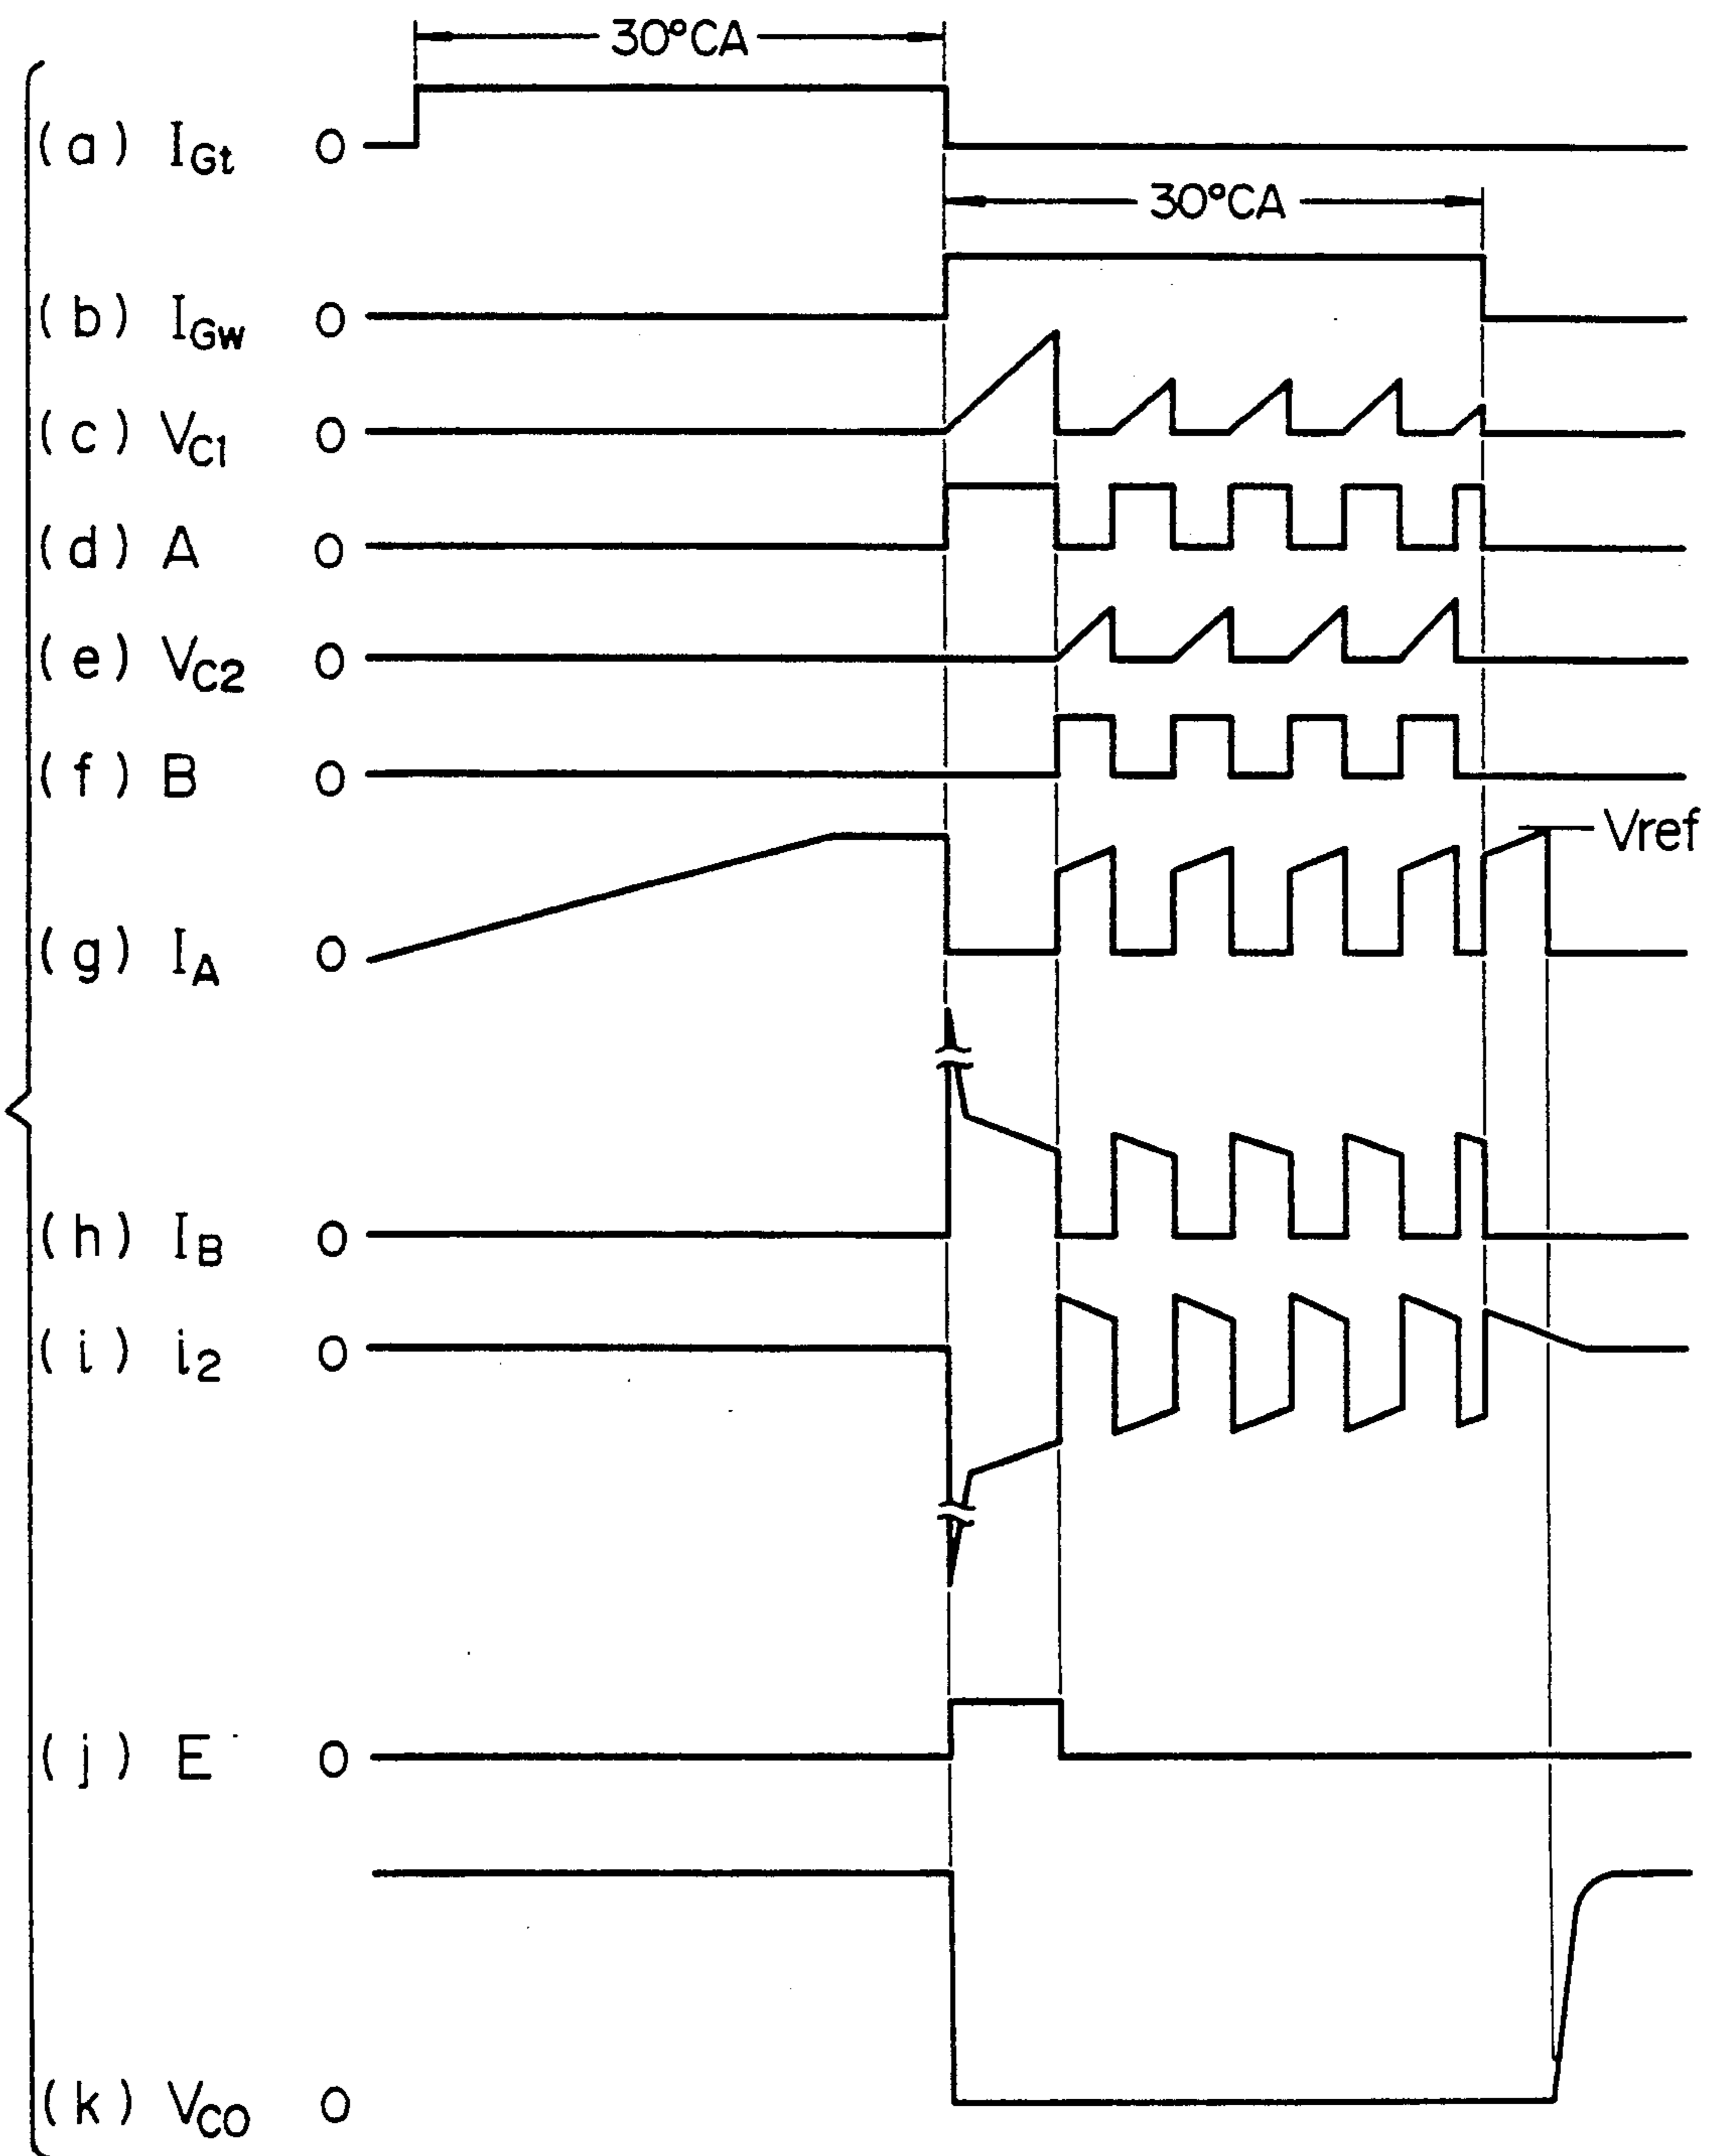 30°CA
(a) IGt 0
30°CA
(b) IGw 0
(c) VC1 0
(d) A 0
(e) VC2 0
(f) B 0
Vref
(g) IA 0
(h) IB 0
(i) i2 0
(j) E 0
(k) VCO 0